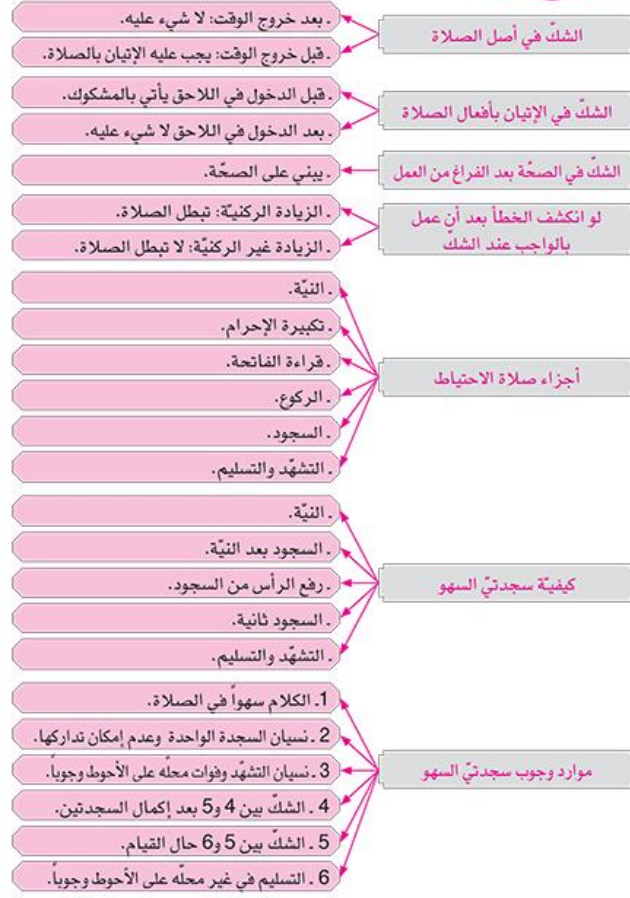 الشكّ في أصل الصلاة
ـ بعد خروج الوقت: لا شيء عليه.
ـ قبل خروج الوقت: يجب عليه الإتيان بالصلاة.
الشكّ في الإتيان بأفعال الصلاة
ـ قبل الدخول في اللاحق يأتي بالمشكوك.
ـ بعد الدخول في اللاحق لا شيء عليه.
الشكّ في الصحّة بعد الفراغ من العمل
ـ يبني على الصحّة.
لو انكشف الخطأ بعد أن عمل
بالواجب عند الشكّ
ـ الزيادة الركنيّة: تبطل الصلاة.
ـ الزيادة غير الركنيّة: لا تبطل الصلاة.
أجزاء صلاة الاحتياط
ـ النيّة.
ـ تكبيرة الإحرام.
ـ قراءة الفاتحة.
ـ الركوع.
ـ السجود.
ـ التشهّد والتسليم.
كيفيّة سجدتيّ السهو
ـ النيّة.
ـ السجود بعد النيّة.
ـ رفع الرأس من السجود.
ـ السجود ثانية.
ـ التشهّد والتسليم.
موارد وجوب سجدتيّ السهو
1ـ الكلام سهواً في الصلاة.
2 ـ نسيان السجدة الواحدة وعدم إمكان تداركها.
3 ـ نسيان التشهّد وفوات محلّه على الأحوط وجوباً.
4 ـ الشكّ بين 4 و5 بعد إكمال السجدتين.
5 ـ الشكّ بين 5 و6 حال القيام.
6 ـ التسليم في غير محلّه على الأحوط وجوباً.